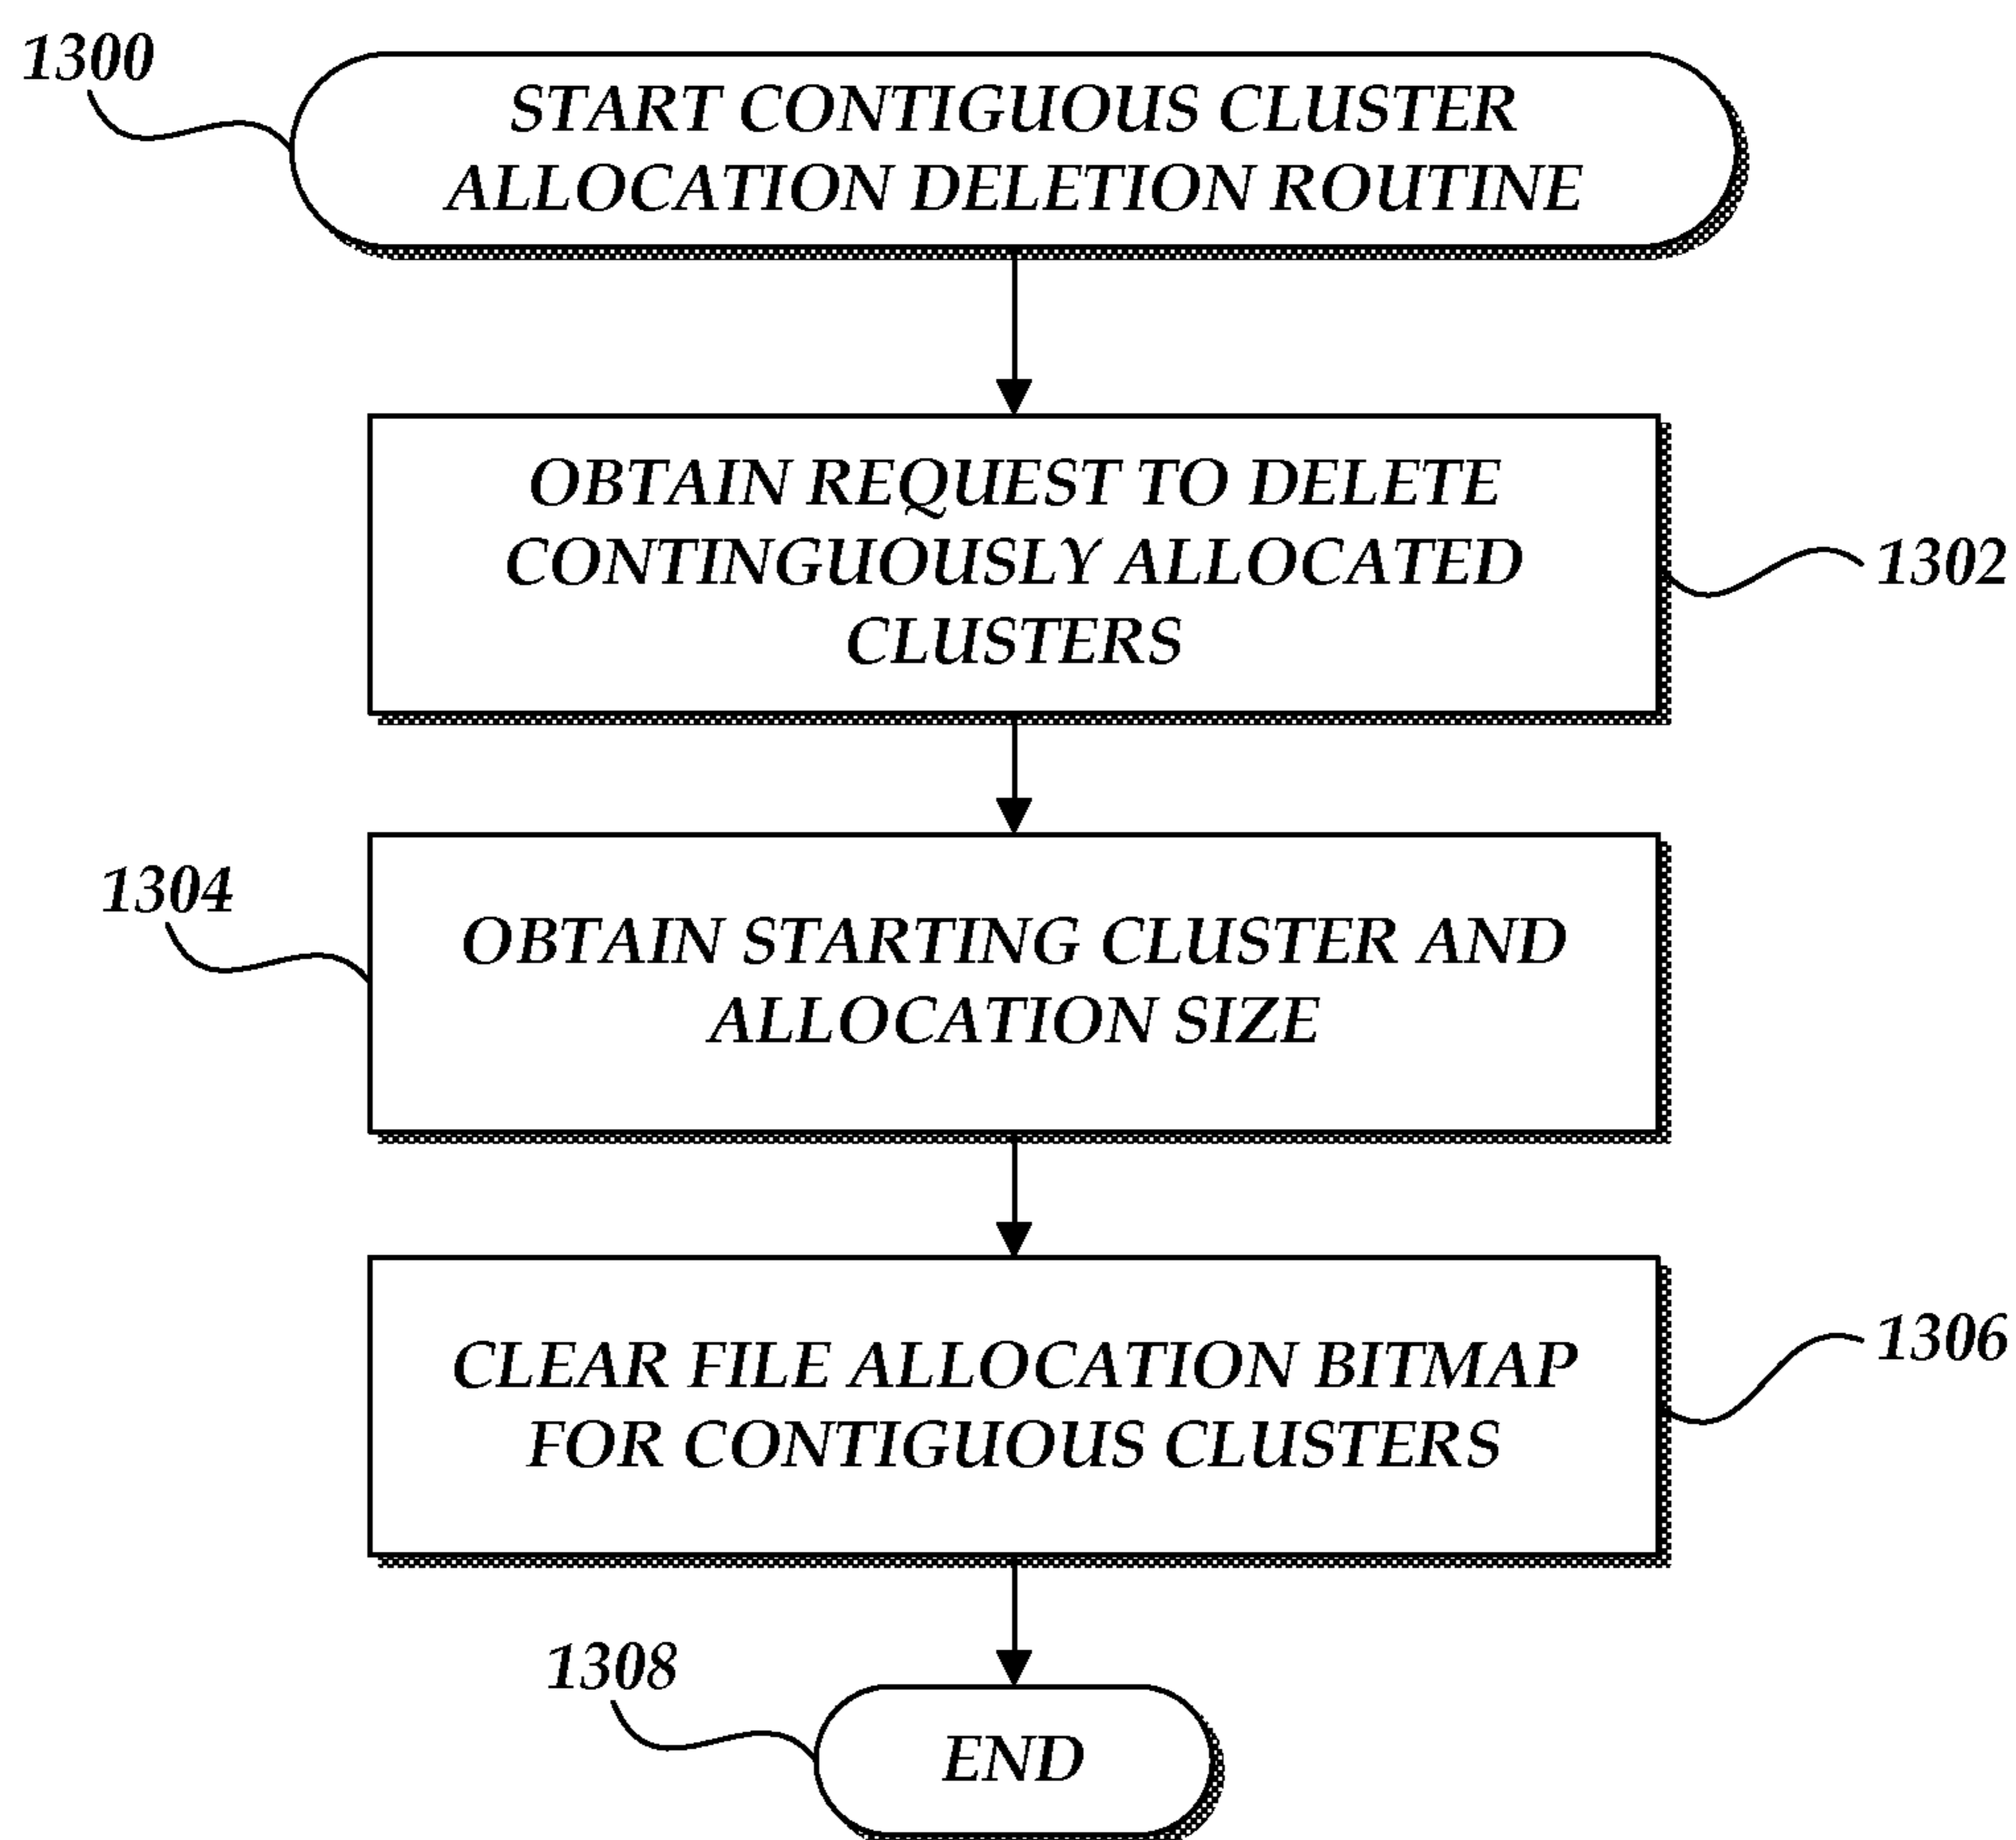 1300
START CONTIGUOUS CLUSTER
ALLOCATION DELETION ROUTINE
OBTAIN REQUEST TO DELETE
CONTINGUOUSLY ALLOCATED
CLUSTERS
1302
1304
OBTAIN STARTING CLUSTER AND
ALLOCATION SIZE
CLEAR FILE ALLOCATION BITMAP
FOR CONTIGUOUS CLUSTERS
1306
1308
END